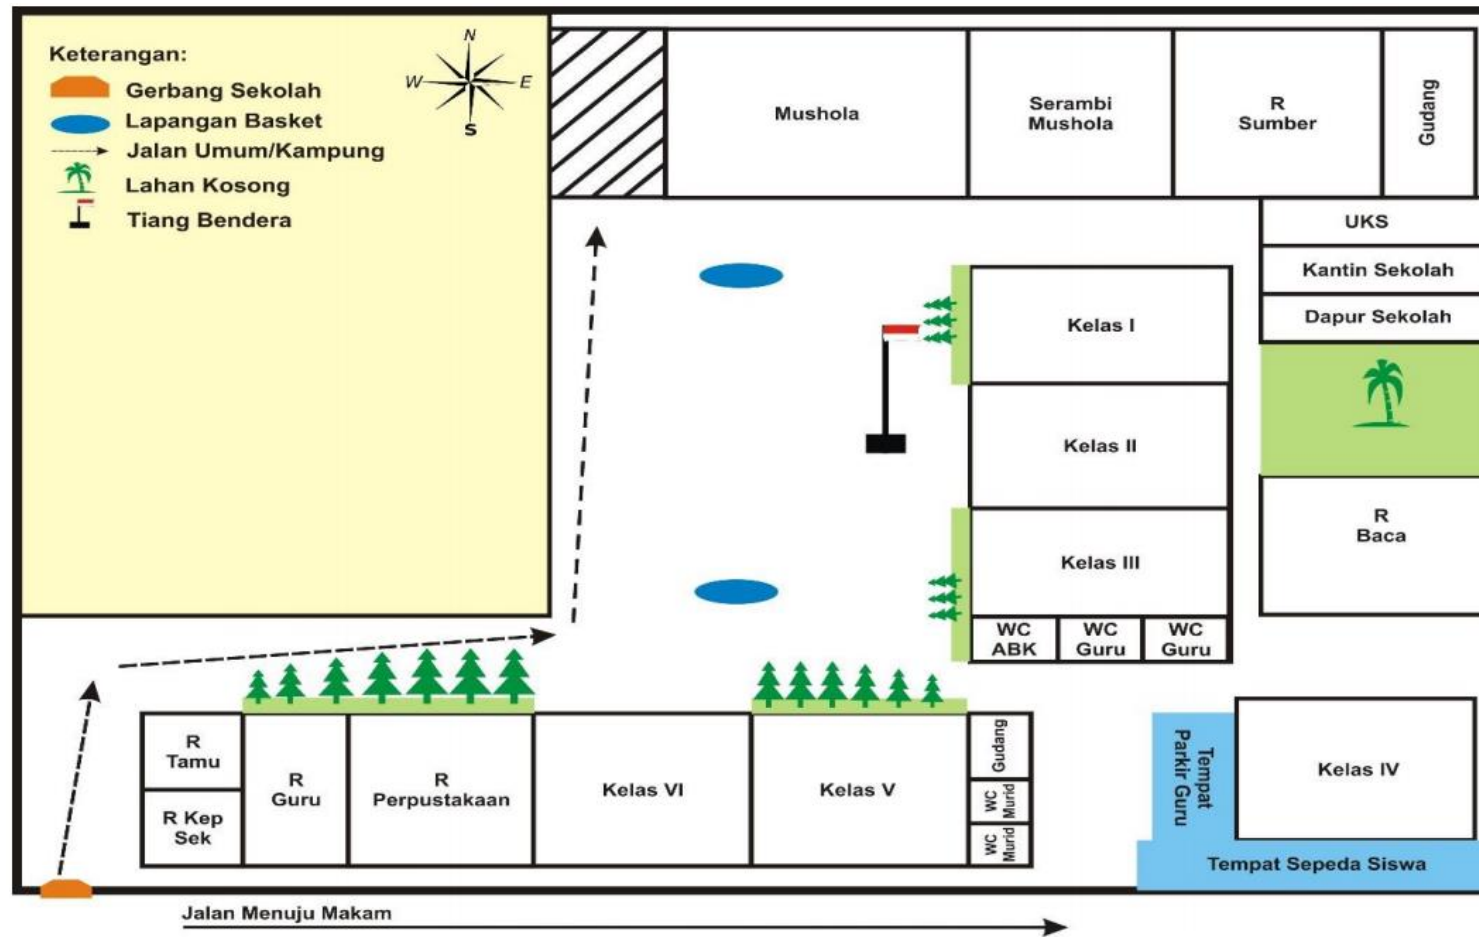 Keterangan:
Gerbang Sekolah
Lapangan Basket
Jalan Umum/Kampung
Lahan Kosong
Tiang Bendera
N
W
E
S
Mushola
Serambi
Mushola
R
Sumber
Gudang
UKS
Kantin Sekolah
Dapur Sekolah
Kelas I
Kelas II
Kelas III
R
Baca
WC
ABK
WC
Guru
WC
Guru
R
Tamu
R Kep
Sek
R
Guru
R
Perpustakaan
Kelas VI
Kelas V
Gudang
WC
Murid
WC
Murid
Tempat
Parkir Guru
Kelas IV
Tempat Sepeda Siswa
Jalan Menuju Makam